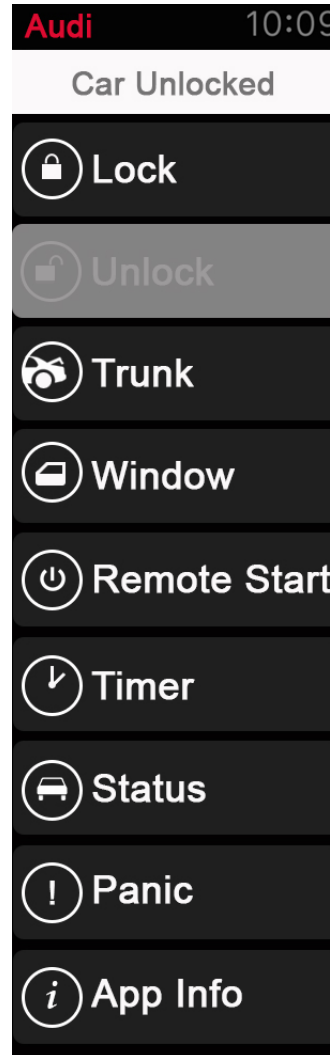 Audi 10:09
Car Unlocked
Lock
Unlock
Trunk
Window
Remote Start
Timer
Status
Panic
App Info